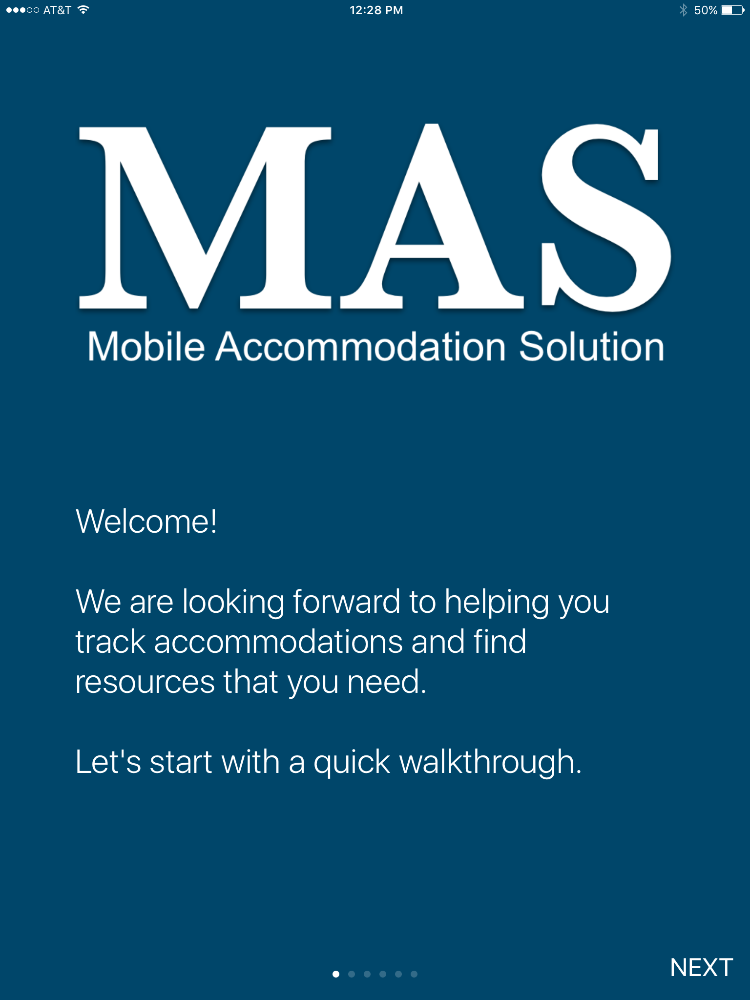 AT&T
12:28 PM
50%
MAS
Mobile Accommodation Solution
Welcome!
We are looking forward to helping you
track accommodations and find
resources that you need.
Let's start with a quick walkthrough.
NEXT